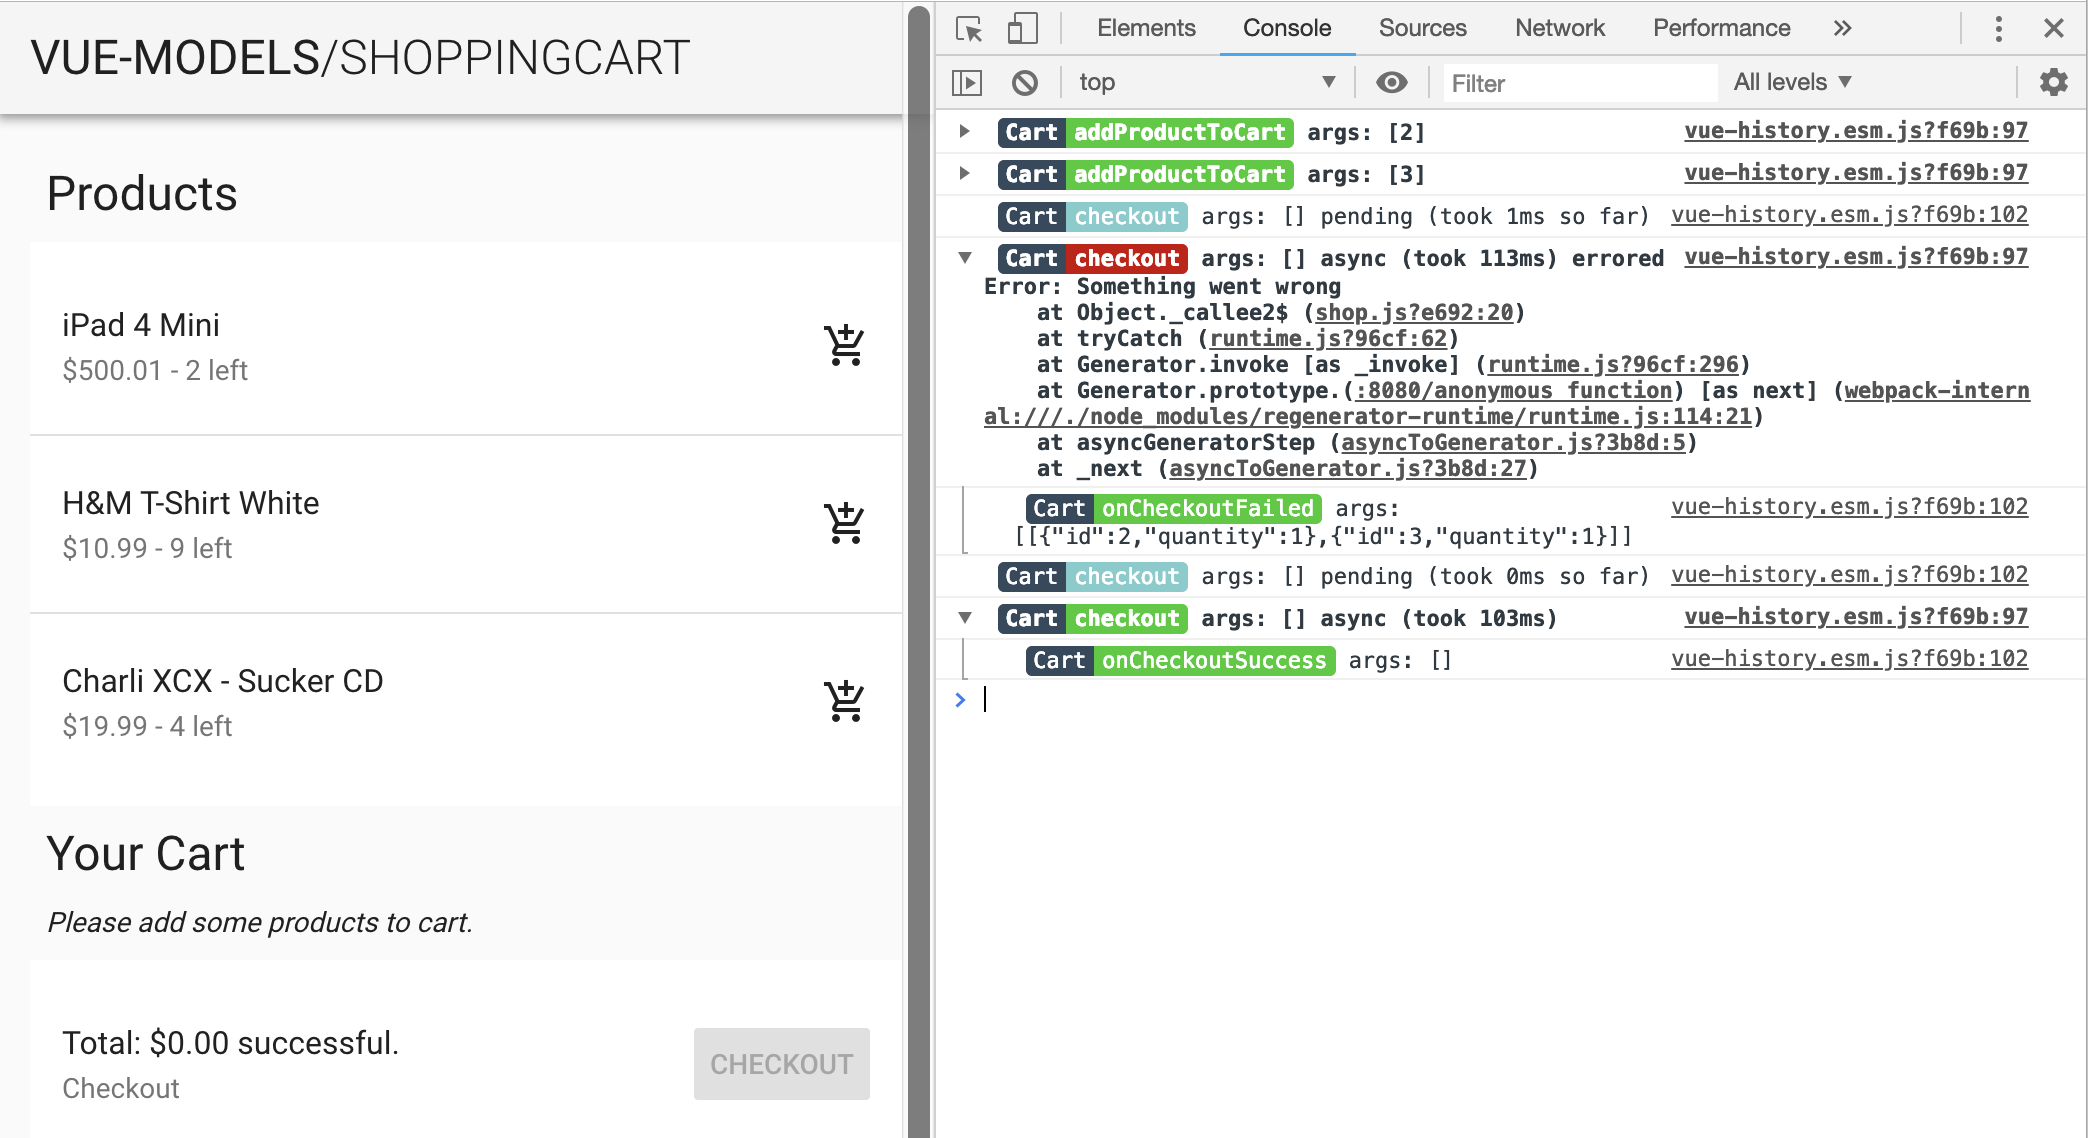 VUE-MODELS/SHOPPINGCART
Products
iPad 4 Mini
$500.01 - 2 left
H&M T-Shirt White
$10.99 - 9 left
Charli XCX - Sucker CD
$19.99 - 4 left
Your Cart
Please add some products to cart.
Total: $0.00 successful.
Checkout
CHECKOUT
Elements Console Sources Network Performance »
top Filter All levels
Cart addProductToCart args: [2] vue-history.esm.js?f69b:97
Cart addProductToCart args: [3] vue-history.esm.js?f69b:97
Cart checkout args: [] pending (took 1ms so far) vue-history.esm.js?f69b:102
Cart checkout args: [] async (took 113ms) errored vue-history.esm.js?f69b:97
Error: Something went wrong
at Object._callee2$ (shop.js?e692:20)
at tryCatch (runtime.js?96cf:62)
at Generator.invoke [as _invoke] (runtime.js?96cf:296)
at Generator.prototype.(:8080/anonymous function) [as next] (webpack-intern
al:///./node_modules/regenerator-runtime/runtime.js:114:21)
at asyncGeneratorStep (asyncToGenerator.js?3b8d:5)
at _next (asyncToGenerator.js?3b8d:27)
Cart onCheckoutFailed args: vue-history.esm.js?f69b:102
[[{"id":2,"quantity":1},{"id":3,"quantity":1}]]
Cart checkout args: [] pending (took 0ms so far) vue-history.esm.js?f69b:102
Cart checkout args: [] async (took 103ms) vue-history.esm.js?f69b:97
Cart onCheckoutSuccess args: [] vue-history.esm.js?f69b:102